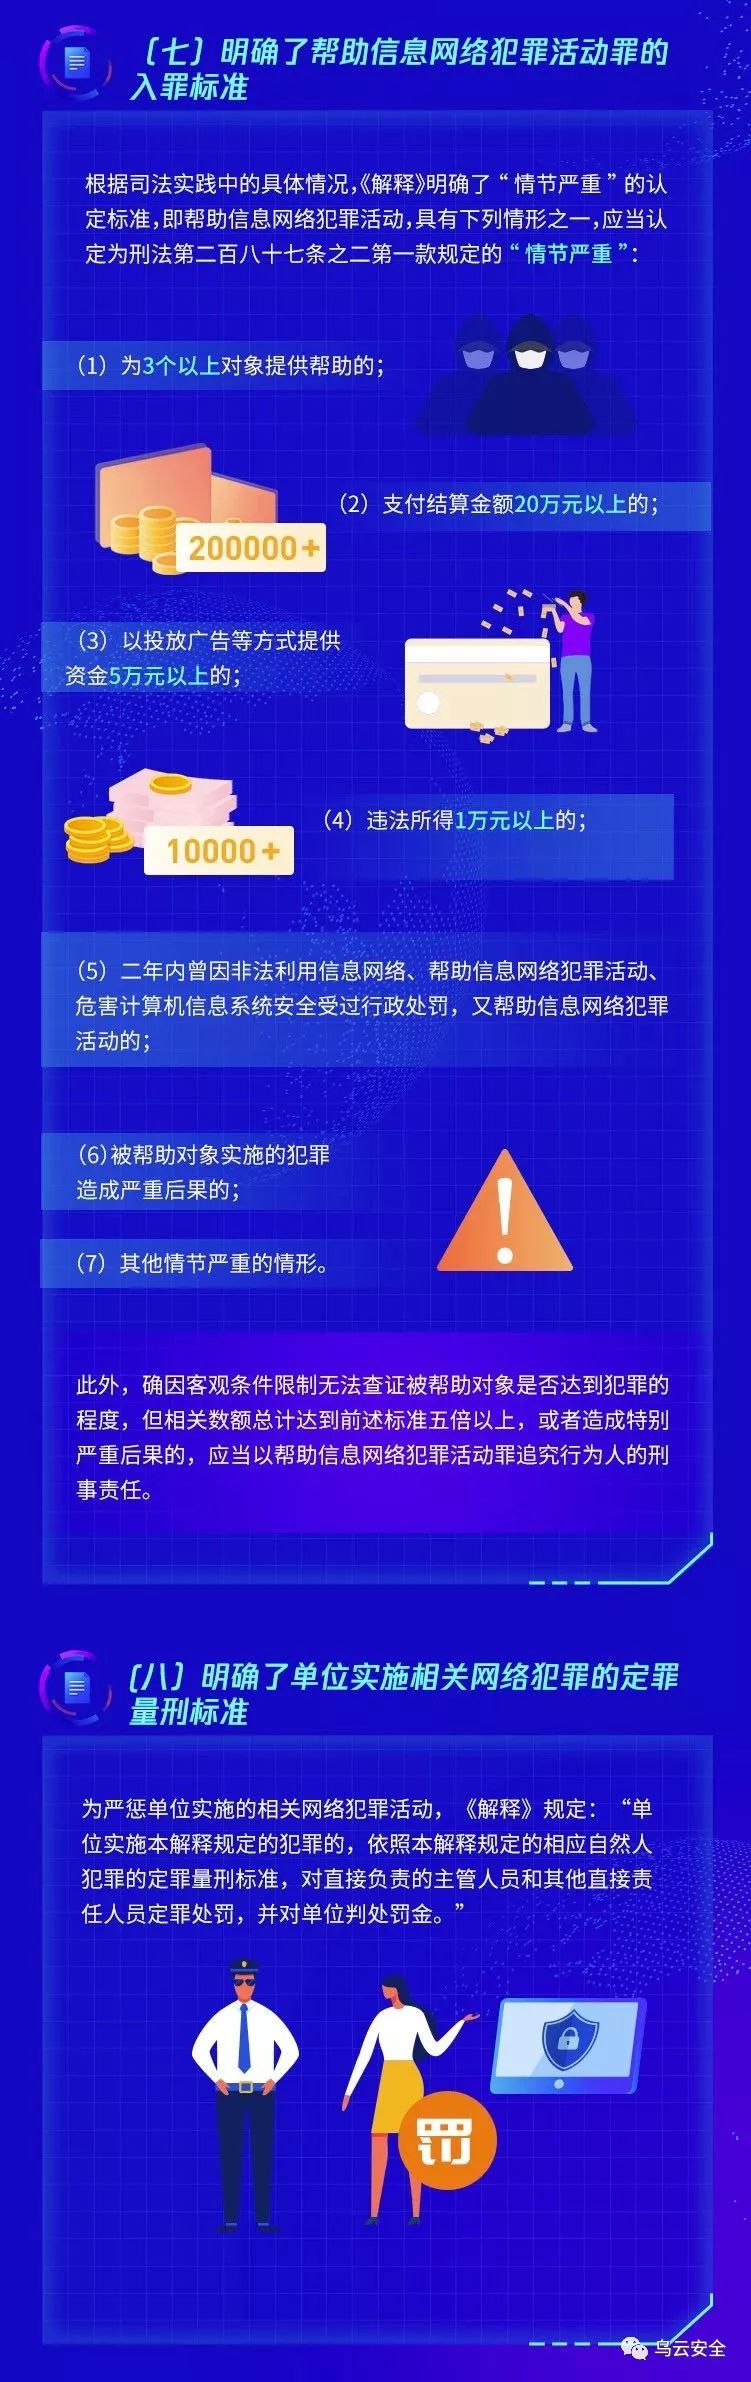 （七）明确了帮助信息网络犯罪活动罪的
入罪标准
根据司法实践中的具体情况，《解释》明确了“情节严重”的认
定标准，即帮助信息网络犯罪活动，具有下列情形之一，应当认
定为刑法第二百八十七条之二第一款规定的“情节严重”：
（1）为3个以上对象提供帮助的；
（2）支付结算金额20万元以上的；
200000+
（3）以投放广告等方式提供
资金5万元以上的；
（4）违法所得1万元以上的；
10000+
（5）二年内曾因非法利用信息网络、帮助信息网络犯罪活动、
危害计算机信息系统安全受过行政处罚，又帮助信息网络犯罪
活动的；
（6）被帮助对象实施的犯罪
造成严重后果的；
（7）其他情节严重的情形。
此外，确因客观条件限制无法查证被帮助对象是否达到犯罪的
程度，但相关数额总计达到前述标准五倍以上，或者造成特别
严重后果的，应当以帮助信息网络犯罪活动罪追究行为人的刑
事责任。
（八）明确了单位实施相关网络犯罪的定罪
量刑标准
为严惩单位实施的相关网络犯罪活动，《解释》规定：“单
位实施本解释规定的犯罪的，依照本解释规定的相应自然人
犯罪的定罪量刑标准，对直接负责的主管人员和其他直接责
任人员定罪处罚，并对单位判处罚金。”
罚
乌云安全